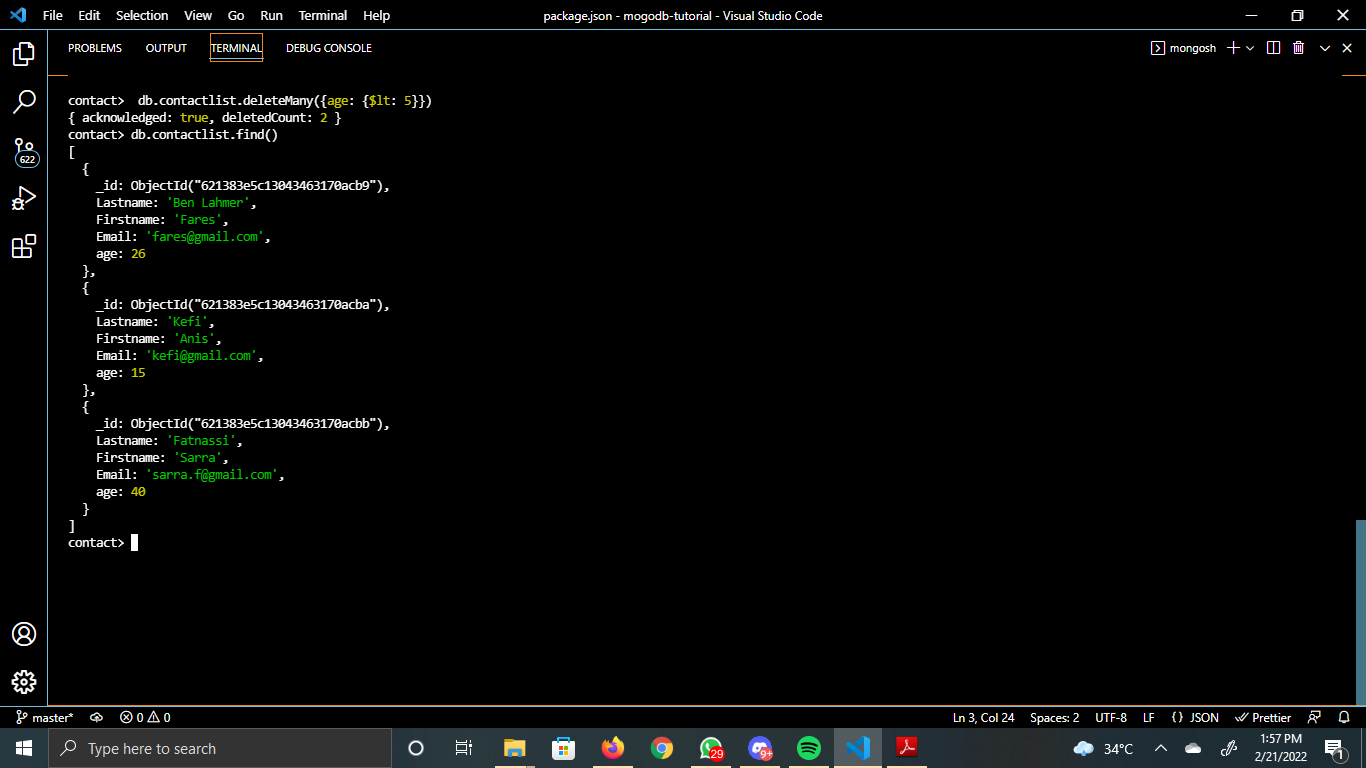 File Edit Selection View Go Run Terminal Help package.json - mogodb-tutorial - Visual Studio Code
PROBLEMS OUTPUT TERMINAL DEBUG CONSOLE mongosh
contact>  db.contactlist.deleteMany({age: {$lt: 5}})
{ acknowledged: true, deletedCount: 2 }
contact> db.contactlist.find()
[
  {
    _id: ObjectId("621383e5c13043463170acb9"),
    Lastname: 'Ben Lahmer',
    Firstname: 'Fares',
    Email: 'fares@gmail.com',
    age: 26
  },
  {
    _id: ObjectId("621383e5c13043463170acba"),
    Lastname: 'Kefi',
    Firstname: 'Anis',
    Email: 'kefi@gmail.com',
    age: 15
  },
  {
    _id: ObjectId("621383e5c13043463170acbb"),
    Lastname: 'Fatnassi',
    Firstname: 'Sarra',
    Email: 'sarra.f@gmail.com',
    age: 40
  }
]
contact>
622
master* 0 0 Ln 3, Col 24 Spaces: 2 UTF-8 LF {} JSON Prettier
Type here to search 29 9+ 34°C 1:57 PM
2/21/2022 1